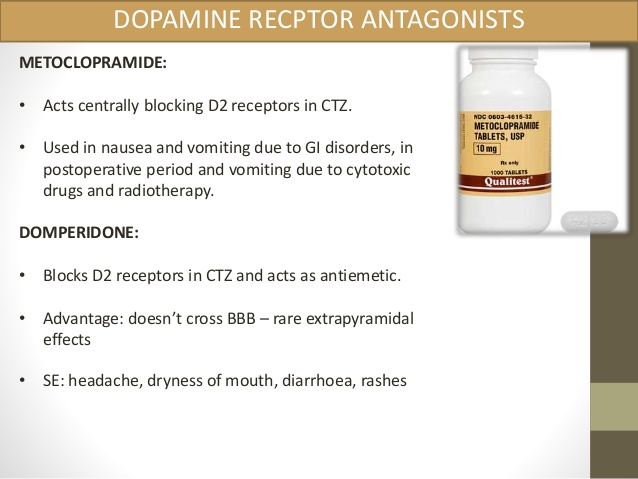 DOPAMINE RECPTOR ANTAGONISTS
METOCLOPRAMIDE:
• Acts centrally blocking D2 receptors in CTZ.
• Used in nausea and vomiting due to GI disorders, in
postoperative period and vomiting due to cytotoxic
drugs and radiotherapy.
DOMPERIDONE:
• Blocks D2 receptors in CTZ and acts as antiemetic.
• Advantage: doesn’t cross BBB – rare extrapyramidal
effects
• SE: headache, dryness of mouth, diarrhoea, rashes
NDC 0603-4615-32
METOCLOPRAMIDE
TABLETS, USP
10 mg
Rx only
1000 TABLETS
Qualitest